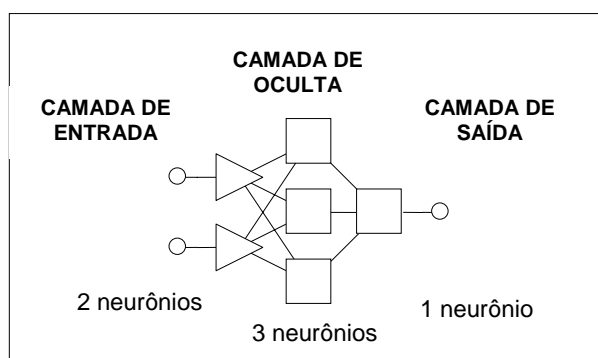 CAMADA DE
ENTRADA
CAMADA DE
OCULTA
CAMADA DE
SAÍDA
2 neurônios
3 neurônios
1 neurônio